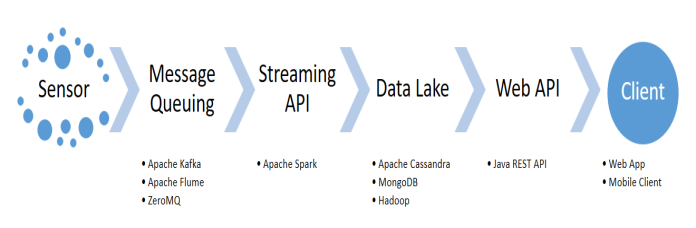 Sensor
Message
Queuing
Streaming
API
Data Lake
Web API
Client
• Apache Kafka
• Apache Flume
• ZeroMQ
• Apache Spark
• Apache Cassandra
• MongoDB
• Hadoop
• Java REST API
• Web App
• Mobile Client